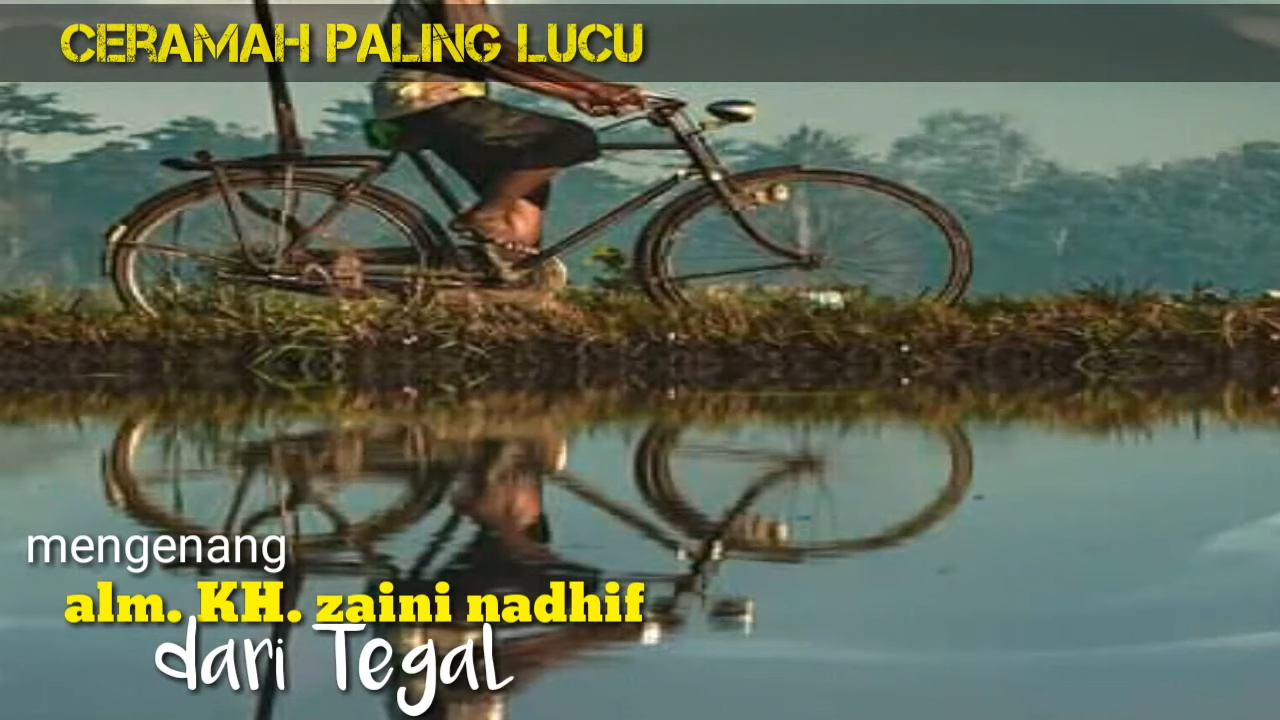 CERAMAH PALING LUCU
mengenang
alm. KH. zaini nadhif
dari Tegal